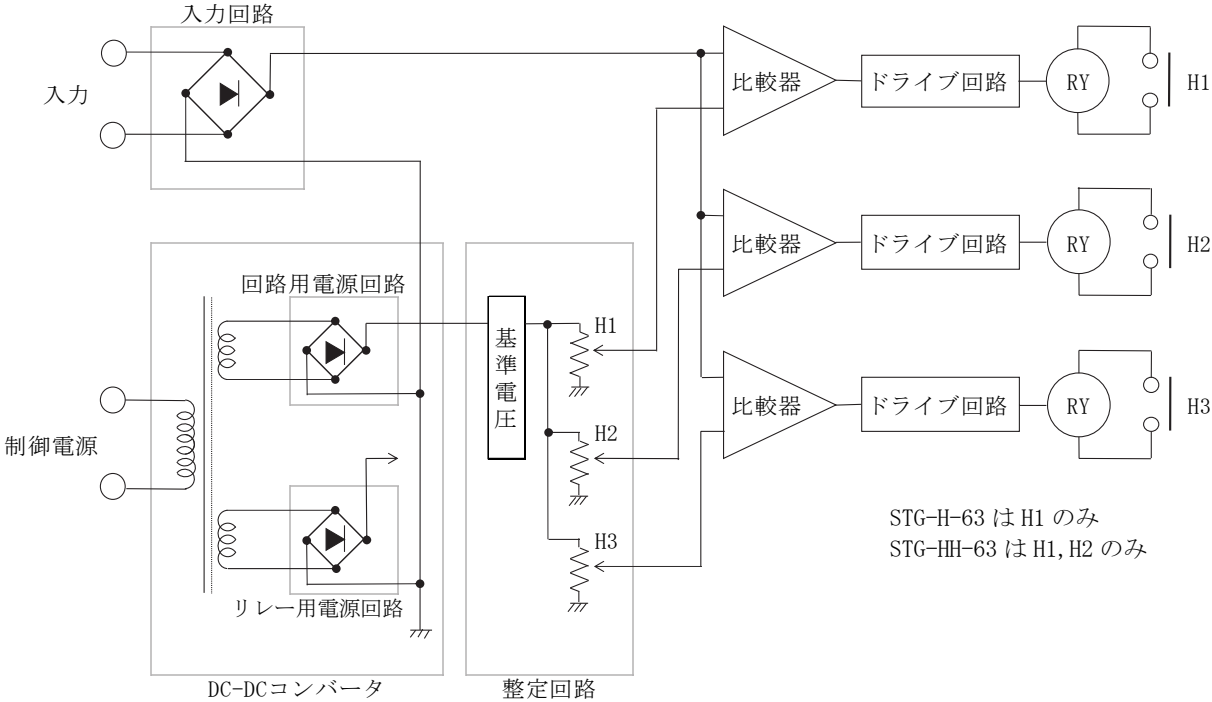 入力回路
入力
比較器
ドライブ回路
RY
H1
比較器
ドライブ回路
RY
H2
回路用電源回路
基準電圧
H1
比較器
ドライブ回路
RY
H3
制御電源
H2
STG-H-63 は H1 のみ
STG-HH-63 は H1,H2 のみ
H3
リレー用電源回路
DC-DCコンバータ
整定回路